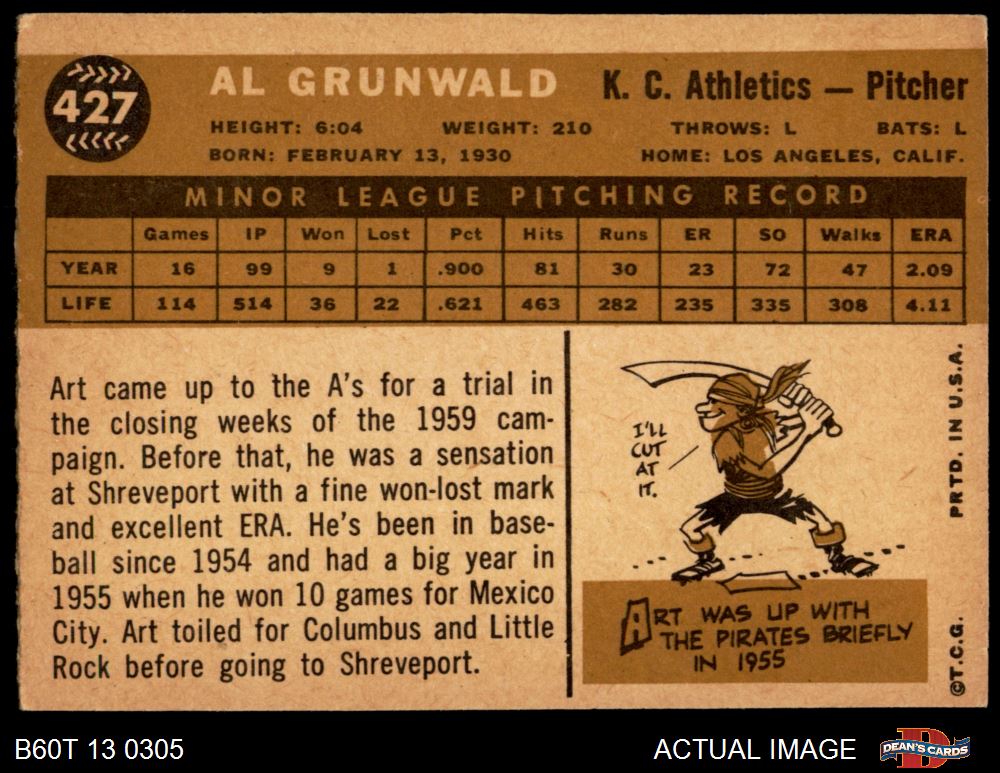 427
AL GRUNWALD
K. C. Athletics — Pitcher
HEIGHT: 6:04 WEIGHT: 210 THROWS: L BATS: L
BORN: FEBRUARY 13, 1930 HOME: LOS ANGELES, CALIF.
MINOR LEAGUE PITCHING RECORD
Games IP Won Lost Pct Hits Runs ER SO Walks ERA
YEAR 16 99 9 1 .900 81 30 23 72 47 2.09
LIFE 114 514 36 22 .621 463 282 235 335 308 4.11
Art came up to the A's for a trial in
the closing weeks of the 1959 cam-
paign. Before that, he was a sensation
at Shreveport with a fine won-lost mark
and excellent ERA. He's been in base-
ball since 1954 and had a big year in
1955 when he won 10 games for Mexico
City. Art toiled for Columbus and Little
Rock before going to Shreveport.
I'LL
CUT
AT
IT.
ART WAS UP WITH
THE PIRATES BRIEFLY
IN 1955
PRTD. IN U.S.A.
©T.C.G.
B60T 13 0305
ACTUAL IMAGE
DEAN'S CARDS